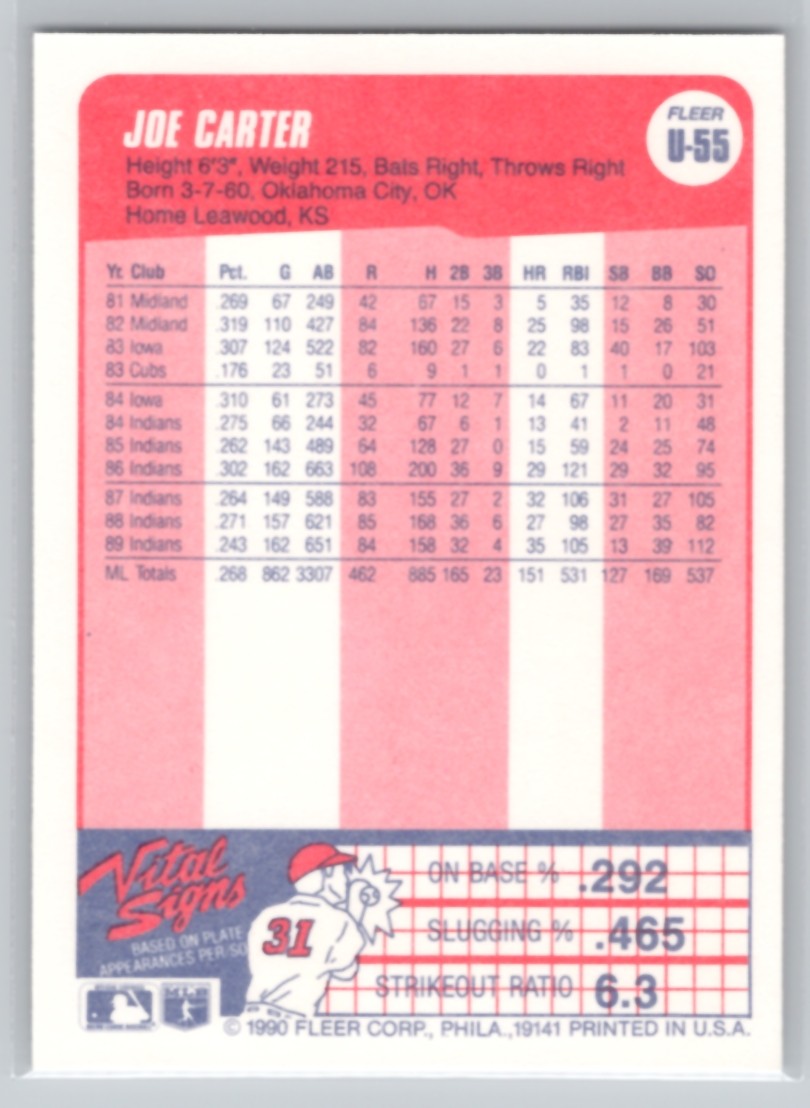 JOE CARTER
FLEER
U-55
Height 6'3", Weight 215, Bats Right, Throws Right
Born 3-7-60, Oklahoma City, OK
Home Leawood, KS
Yr. Club Pct. G AB R H 2B 3B HR RBI SB BB SO
81 Midland .269 67 249 42 67 15 3 5 35 12 8 30
82 Midland .319 110 427 84 136 22 8 25 98 15 26 51
83 Iowa .307 124 522 82 160 27 6 22 83 40 17 103
83 Cubs .176 23 51 6 9 1 1 0 1 1 0 21
84 Iowa .310 61 273 45 77 12 7 14 67 11 20 31
84 Indians .275 66 244 32 67 6 1 13 41 2 11 48
85 Indians .262 143 489 64 128 27 0 15 59 24 25 74
86 Indians .302 162 663 108 200 36 9 29 121 29 32 95
87 Indians .264 149 588 83 155 27 2 32 106 31 27 105
88 Indians .271 157 621 85 168 36 6 27 98 27 35 82
89 Indians .243 162 651 84 158 32 4 35 105 13 39 112
ML Totals .268 862 3307 462 885 165 23 151 531 127 169 537
Vital
Signs
BASED ON PLATE
APPEARANCES PER/SO
31
ON BASE % .292
SLUGGING % .465
STRIKEOUT RATIO 6.3
© 1990 FLEER CORP., PHILA., 19141 PRINTED IN U.S.A.